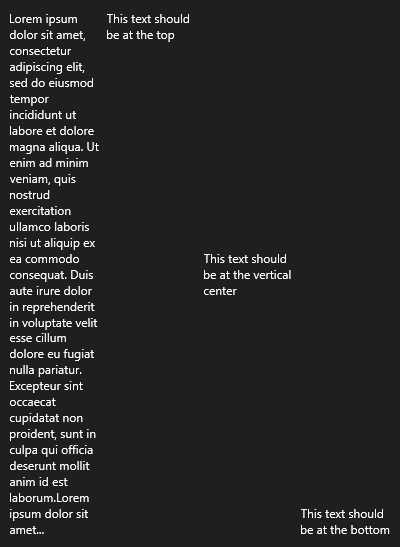 Lorem ipsum
dolor sit amet,
consectetur
adipiscing elit,
sed do eiusmod
tempor
incididunt ut
labore et dolore
magna aliqua. Ut
enim ad minim
veniam, quis
nostrud
exercitation
ullamco laboris
nisi ut aliquip ex
ea commodo
consequat. Duis
aute irure dolor
in reprehenderit
in voluptate velit
esse cillum
dolore eu fugiat
nulla pariatur.
Excepteur sint
occaecat
cupidatat non
proident, sunt in
culpa qui officia
deserunt mollit
anim id est
laborum.Lorem
ipsum dolor sit
amet...
This text should
be at the top
This text should
be at the vertical
center
This text should
be at the bottom